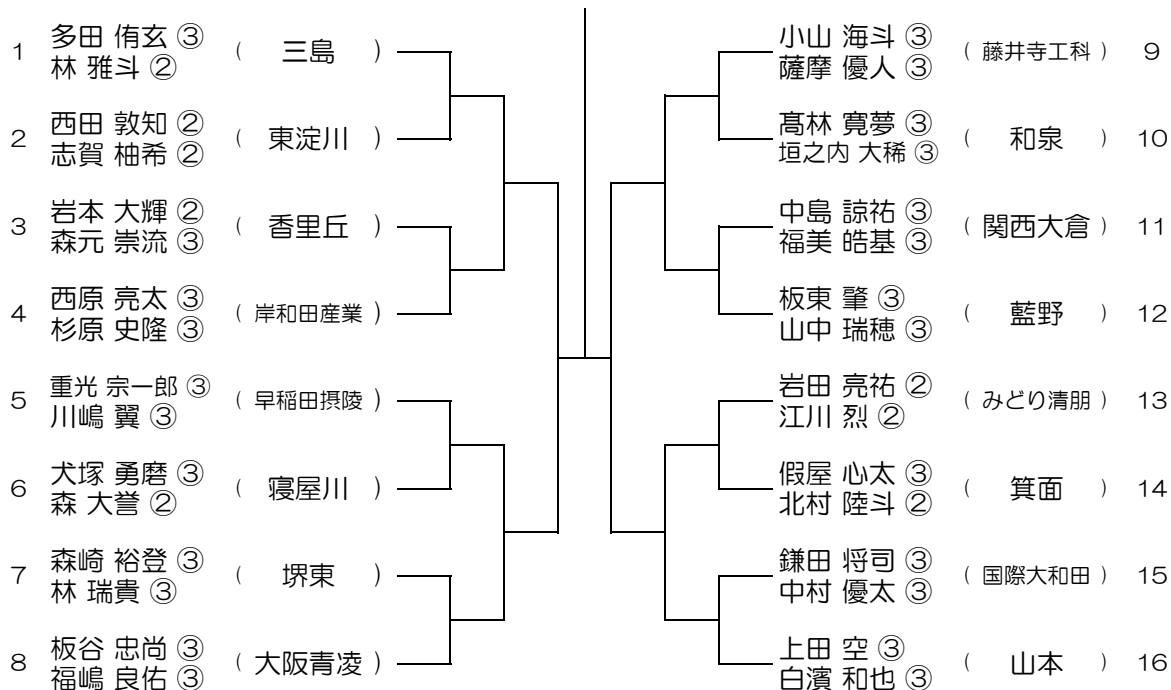 1 多田 侑玄 ③ ( 三島 )
林 雅斗 ②
2 西田 敦知 ② ( 東淀川 )
志賀 柚希 ②
3 岩本 大輝 ② ( 香里丘 )
森元 崇流 ③
4 西原 亮太 ③ ( 岸和田産業 )
杉原 史隆 ③
5 重光 宗一郎 ③ ( 早稲田摂陵 )
川嶋 翼 ③
6 犬塚 勇磨 ③ ( 寝屋川 )
森 大誉 ②
7 森崎 裕登 ③ ( 堺東 )
林 瑞貴 ③
8 板谷 忠尚 ③ ( 大阪青凌 )
福嶋 良佑 ③
小山 海斗 ③ ( 藤井寺工科 ) 9
薩摩 優人 ③
髙林 寛夢 ③ ( 和泉 ) 10
垣之内 大稀 ③
中島 諒祐 ③ ( 関西大倉 ) 11
福美 皓基 ③
板東 肇 ③ ( 藍野 ) 12
山中 瑞穂 ③
岩田 亮祐 ② ( みどり清朋 ) 13
江川 烈 ②
假屋 心太 ③ ( 箕面 ) 14
北村 陸斗 ②
鎌田 将司 ③ ( 国際大和田 ) 15
中村 優太 ③
上田 空 ③ ( 山本 ) 16
白濱 和也 ③